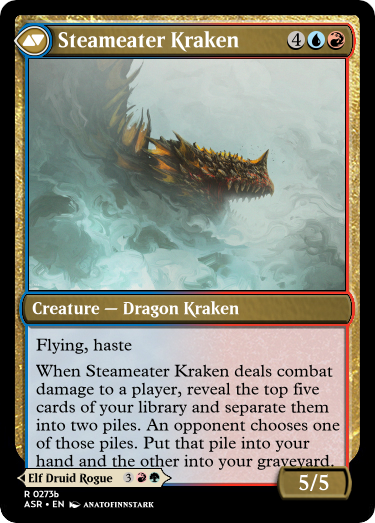 Steameater Kraken 4
Creature — Dragon Kraken
Flying, haste
When Steameater Kraken deals combat
damage to a player, reveal the top five
cards of your library and separate them
into two piles. An opponent chooses one
of those piles. Put that pile into your
hand and the other into your graveyard.
Elf Druid Rogue 3
5/5
R 0273b
ASR • EN ANATOFINNSTARK